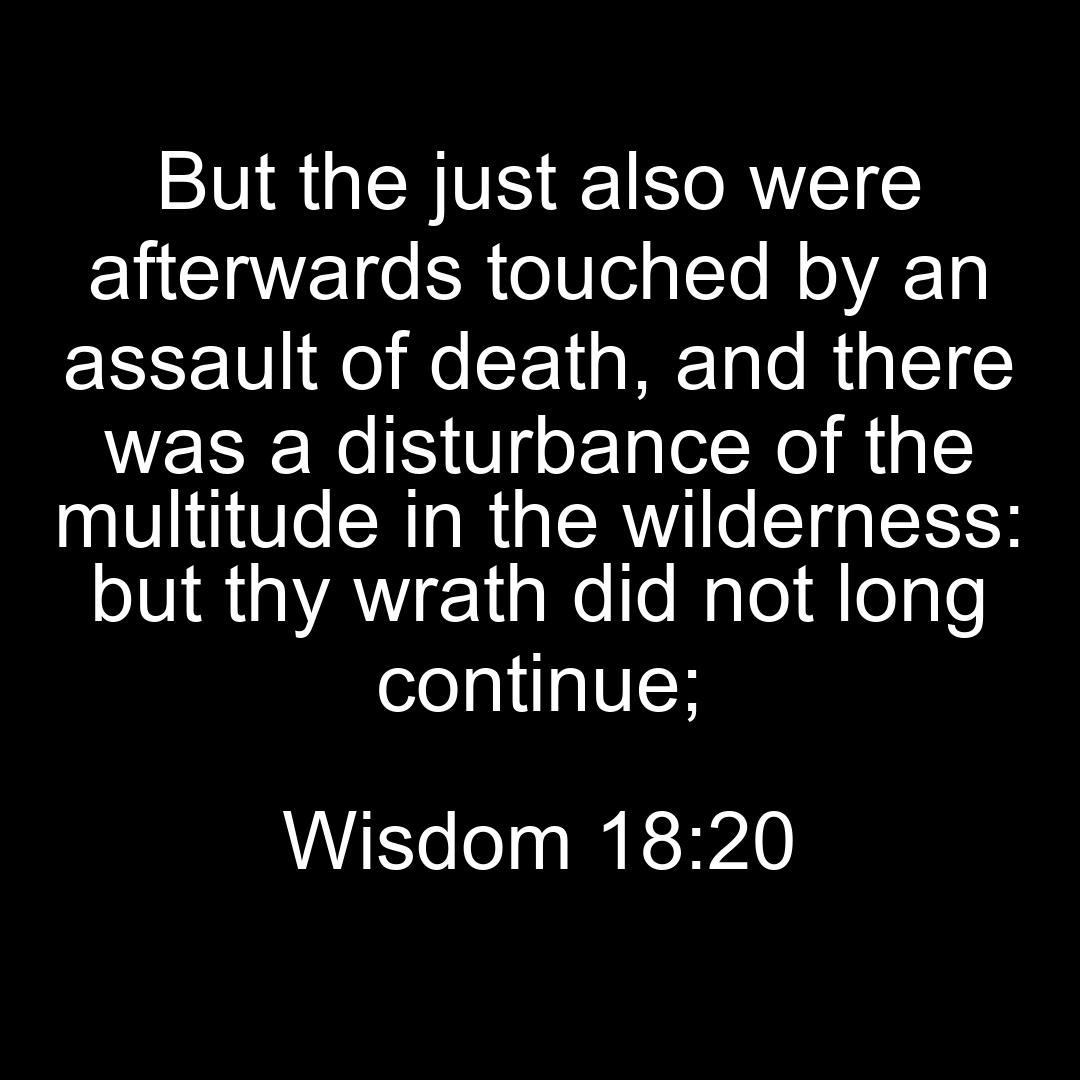 But the just also were
afterwards touched by an
assault of death, and there
was a disturbance of the
multitude in the wilderness:
but thy wrath did not long
continue;
Wisdom 18:20